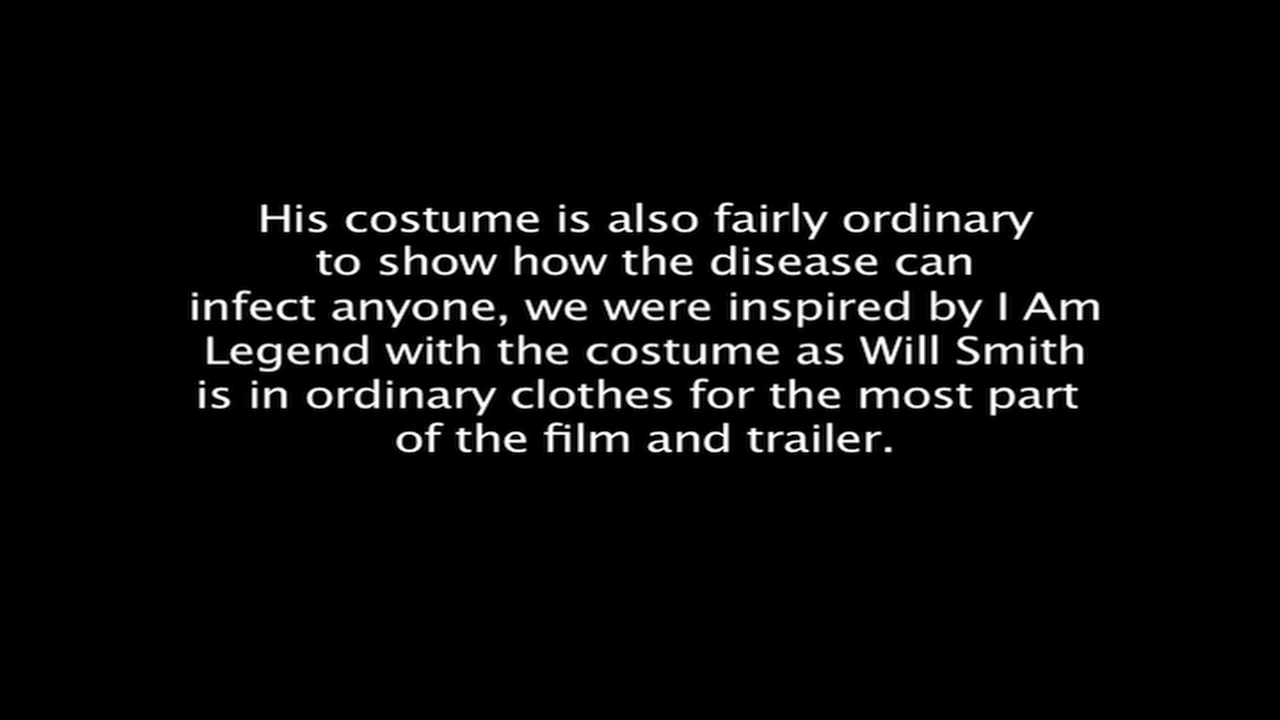 His costume is also fairly ordinary
to show how the disease can
infect anyone, we were inspired by I Am
Legend with the costume as Will Smith
is in ordinary clothes for the most part
of the film and trailer.